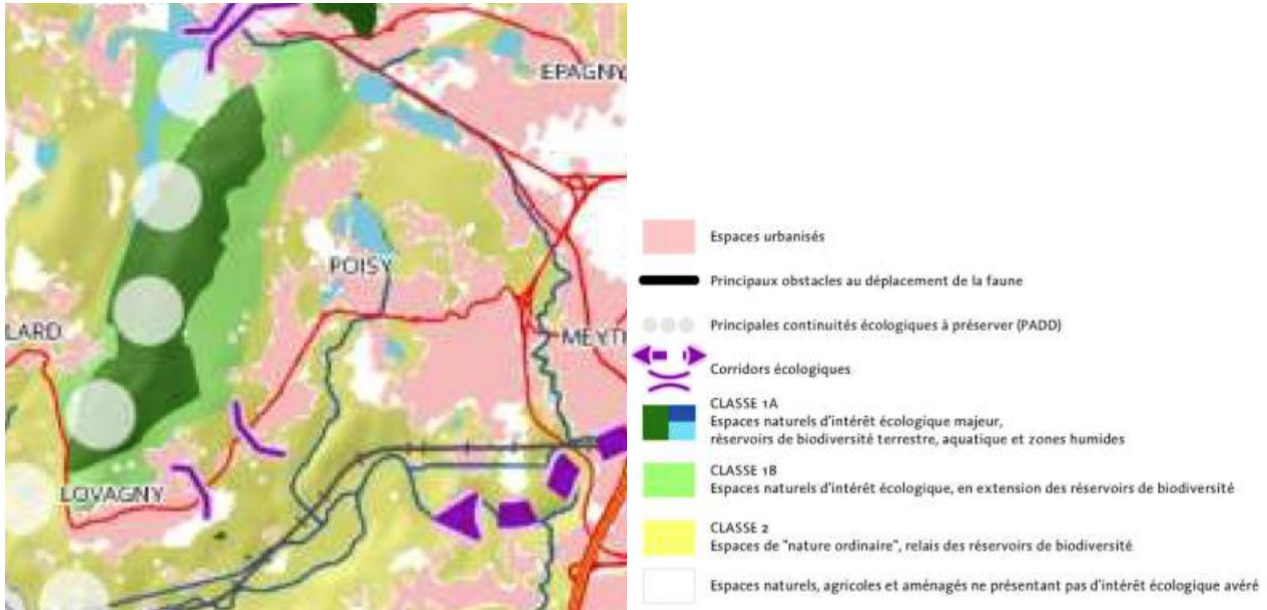 EPAGNY
POISY
LARD
MEYTH
LOVAGNY
Espaces urbanisés
Principaux obstacles au déplacement de la faune
Principales continuités écologiques à préserver (PADD)
Corridors écologiques
CLASSE 1A
Espaces naturels d'intérêt écologique majeur,
réservoirs de biodiversité terrestre, aquatique et zones humides
CLASSE 1B
Espaces naturels d'intérêt écologique, en extension des réservoirs de biodiversité
CLASSE 2
Espaces de "nature ordinaire", relais des réservoirs de biodiversité
Espaces naturels, agricoles et aménagés ne présentant pas d'intérêt écologique avéré